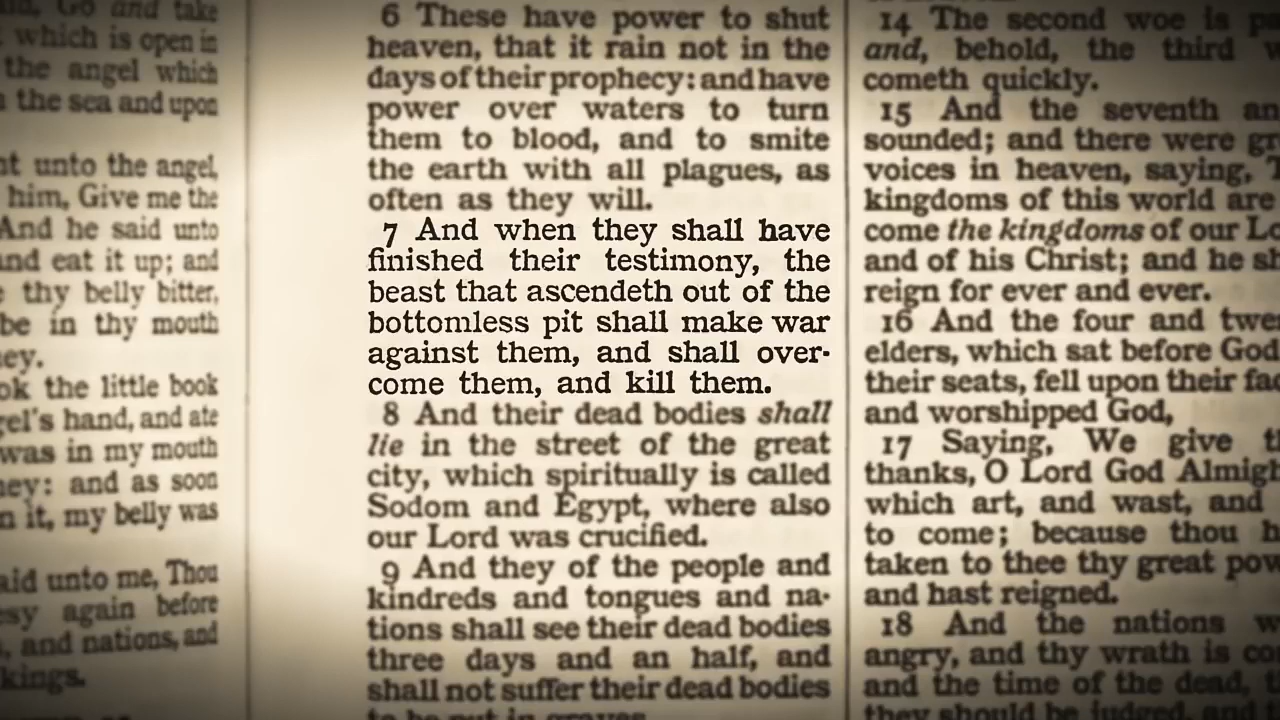 and take
which is open in
the angel which
the sea and upon
unto the angel,
him, Give me the
And he said unto
and eat it up; and
thy belly bitter,
be in thy mouth
the little book
hand, and ate
was in my mouth
and as soon
it, my belly was
unto me, Thou
again before
and nations, and
kings.
6 These have power to shut
heaven, that it rain not in the
days of their prophecy: and have
power over waters to turn
them to blood, and to smite
the earth with all plagues, as
often as they will.
7 And when they shall have
finished their testimony, the
beast that ascendeth out of the
bottomless pit shall make war
against them, and shall over-
come them, and kill them.
8 And their dead bodies shall
lie in the street of the great
city, which spiritually is called
Sodom and Egypt, where also
our Lord was crucified.
9 And they of the people and
kindreds and tongues and na-
tions shall see their dead bodies
three days and an half, and
shall not suffer their dead bodies
to be put in graves
14 The second woe is
and, behold, the third
cometh quickly.
15 And the seventh
sounded; and there were
voices in heaven, saying,
kingdoms of this world are
come the kingdoms of our
and of his Christ; and he
reign for ever and ever.
16 And the four and
elders, which sat before God
their seats, fell upon their
and worshipped God,
17 Saying, We give
thanks, O Lord God
which art, and wast, and
to come; because thou
taken to thee thy great
and hast reigned.
18 And the nations
angry, and thy wrath is
and the time of the dead,
they should be judged, and